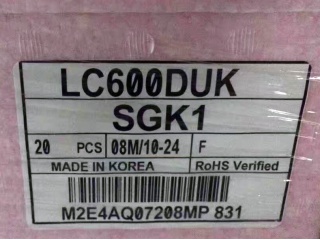 LC600DUK
SGK1
20 PCS 08M/10-24 F
MADE IN KOREA RoHS Verified
M2E4AQ07208MP 831